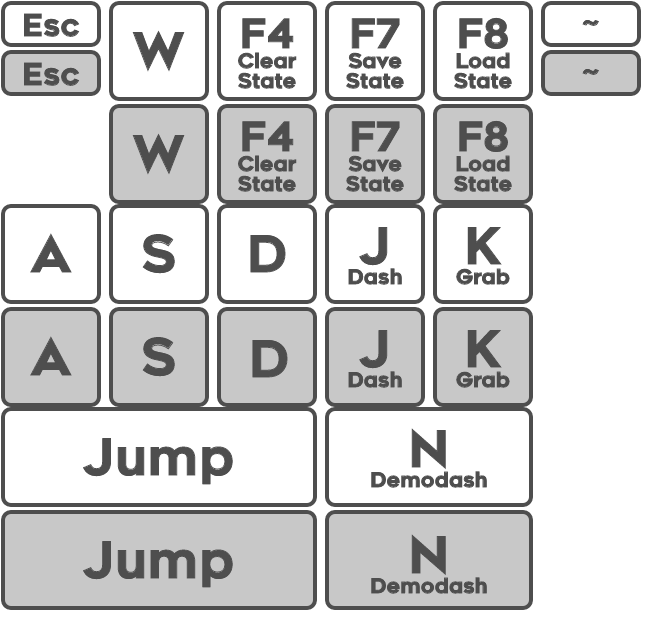 Esc
W
F4
Clear
State
F7
Save
State
F8
Load
State
~
Esc
~
W
F4
Clear
State
F7
Save
State
F8
Load
State
A
S
D
J
Dash
K
Grab
A
S
D
J
Dash
K
Grab
Jump
N
Demodash
Jump
N
Demodash